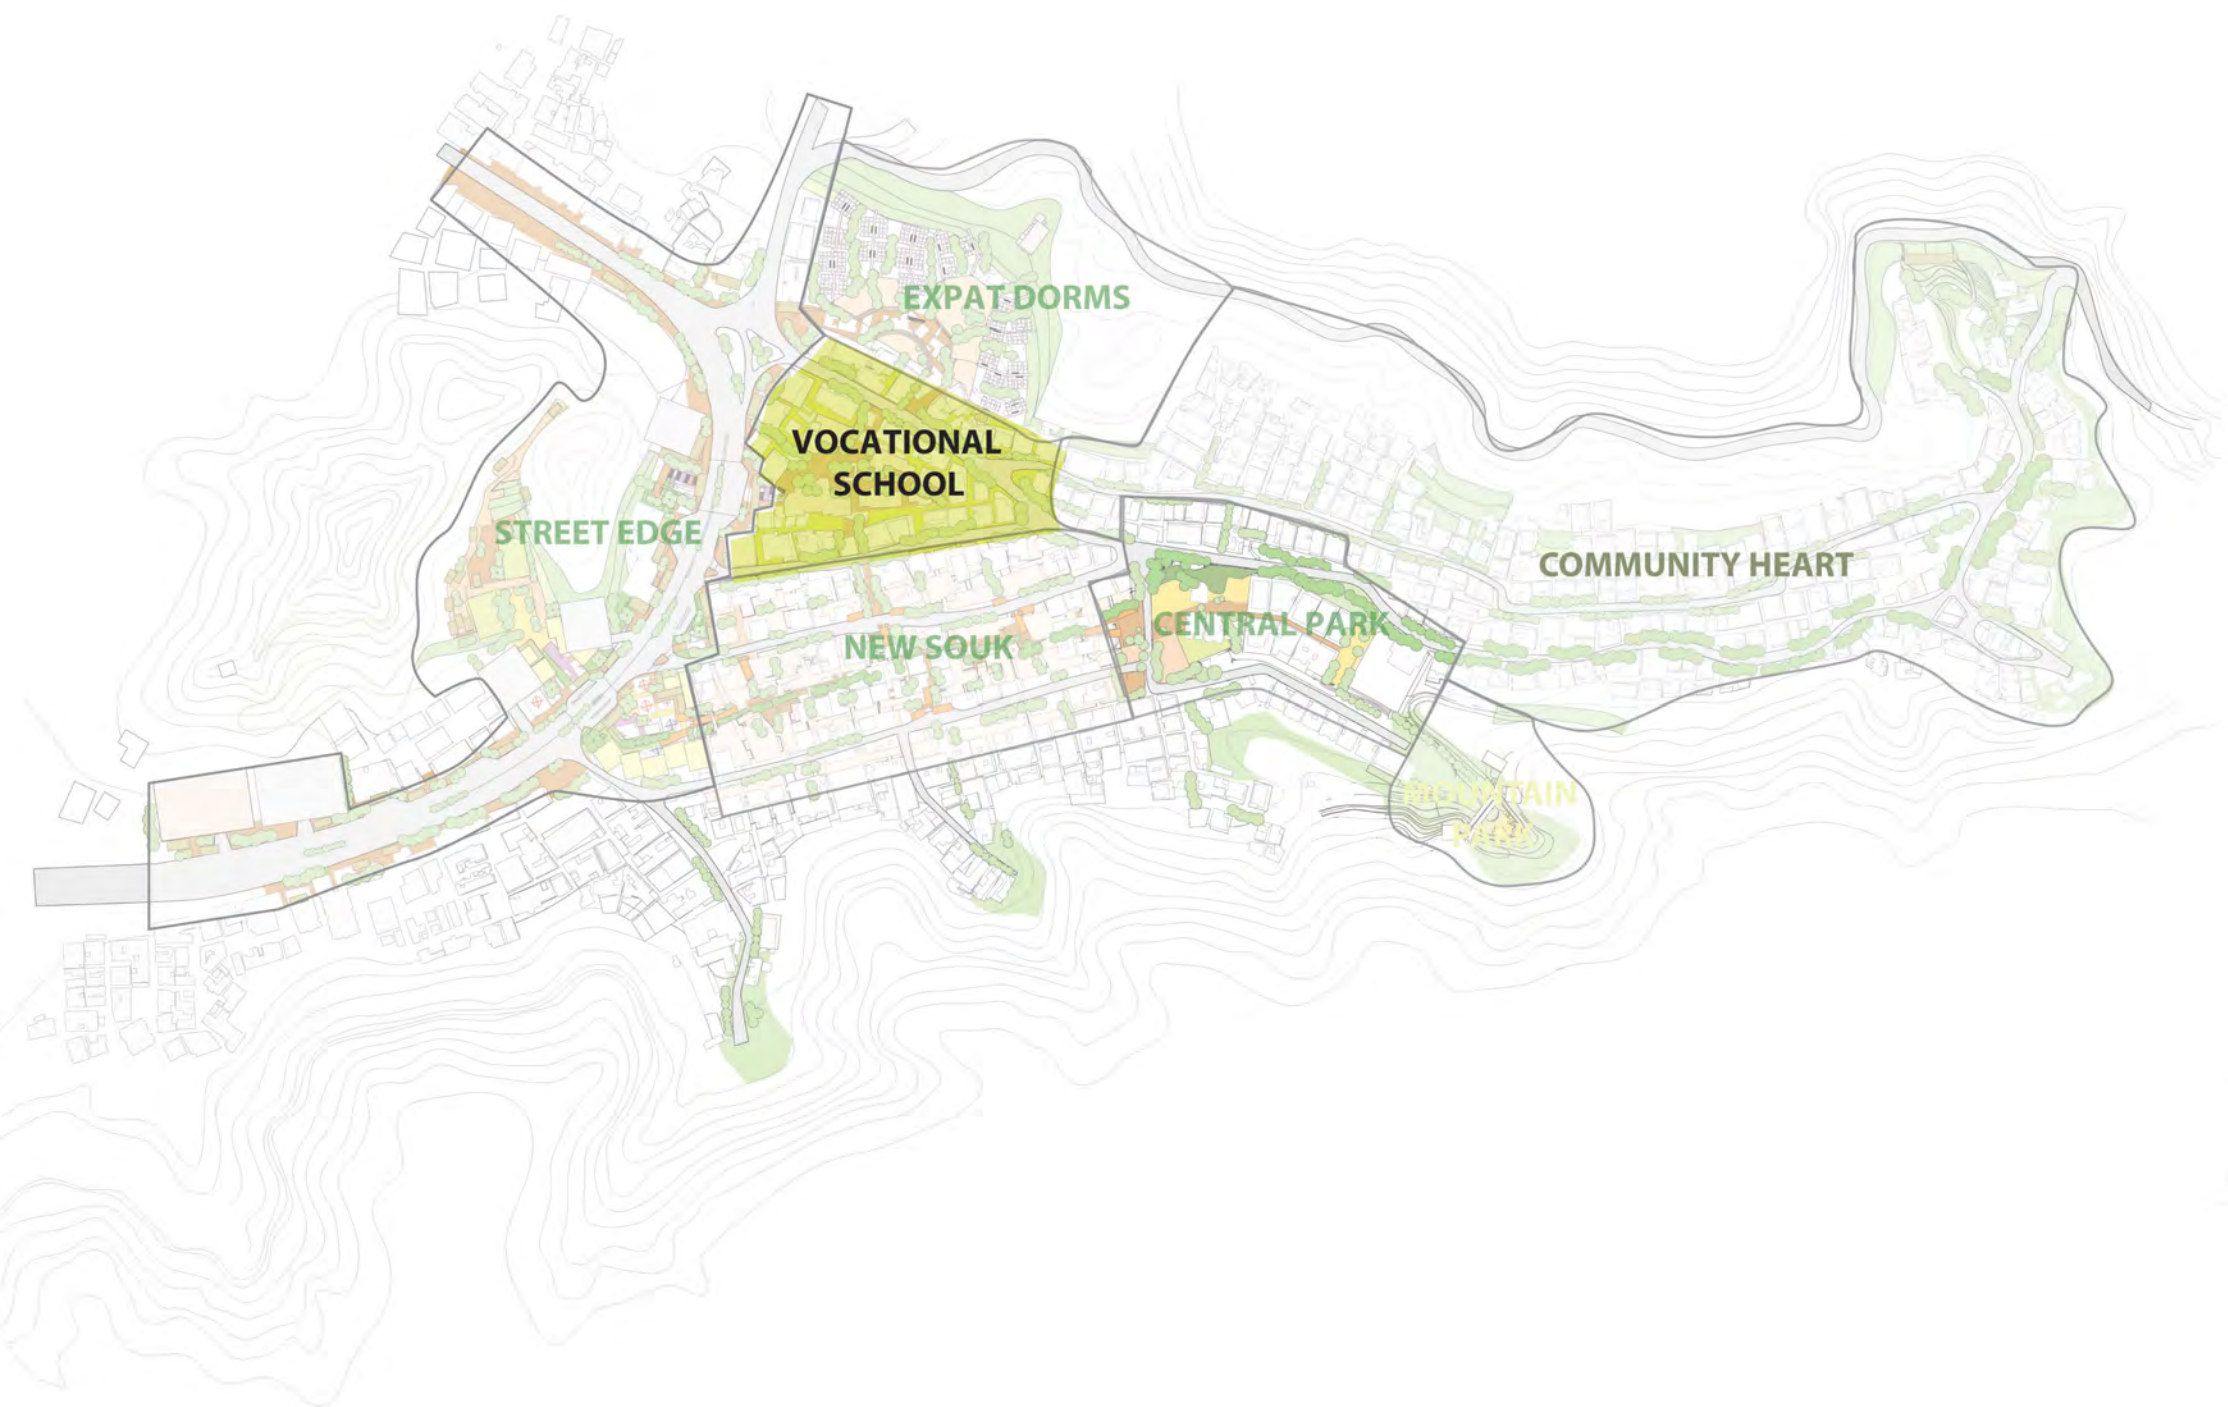 EXPAT DORMS
VOCATIONAL
SCHOOL
STREET EDGE
COMMUNITY HEART
CENTRAL PARK
NEW SOUK
MOUNTAIN
PARK